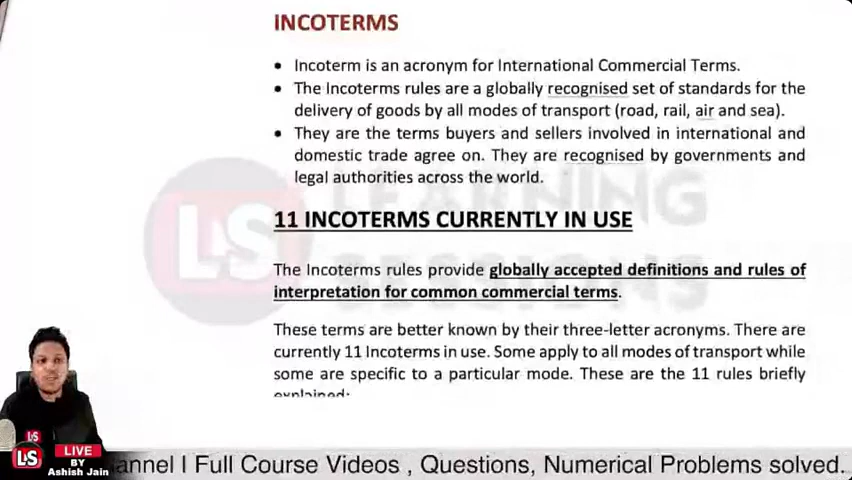 INCOTERMS
• Incoterm is an acronym for International Commercial Terms.
• The Incoterms rules are a globally recognised set of standards for the
delivery of goods by all modes of transport (road, rail, air and sea).
• They are the terms buyers and sellers involved in international and
domestic trade agree on. They are recognised by governments and
legal authorities across the world.
LS LEARNING
SESSIONS
11 INCOTERMS CURRENTLY IN USE
The Incoterms rules provide globally accepted definitions and rules of
interpretation for common commercial terms.
These terms are better known by their three-letter acronyms. There are
currently 11 Incoterms in use. Some apply to all modes of transport while
some are specific to a particular mode. These are the 11 rules briefly
explained:
LS
LS
LIVE
BY
Ashish Jain
annel I Full Course Videos , Questions, Numerical Problems solved.